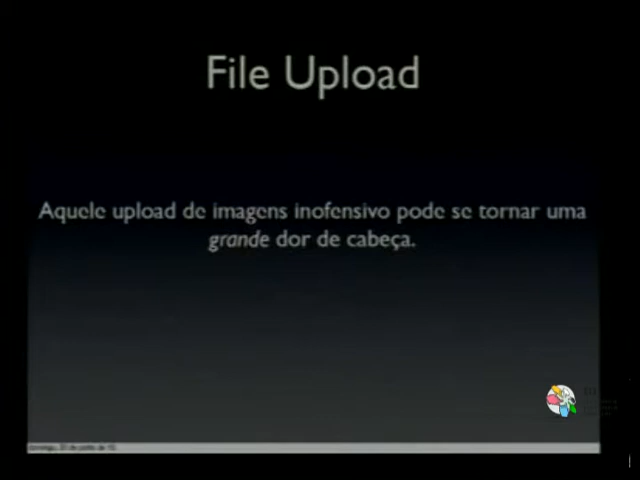 File Upload
Aquele upload de imagens inofensivo pode se tornar uma
grande dor de cabeça.